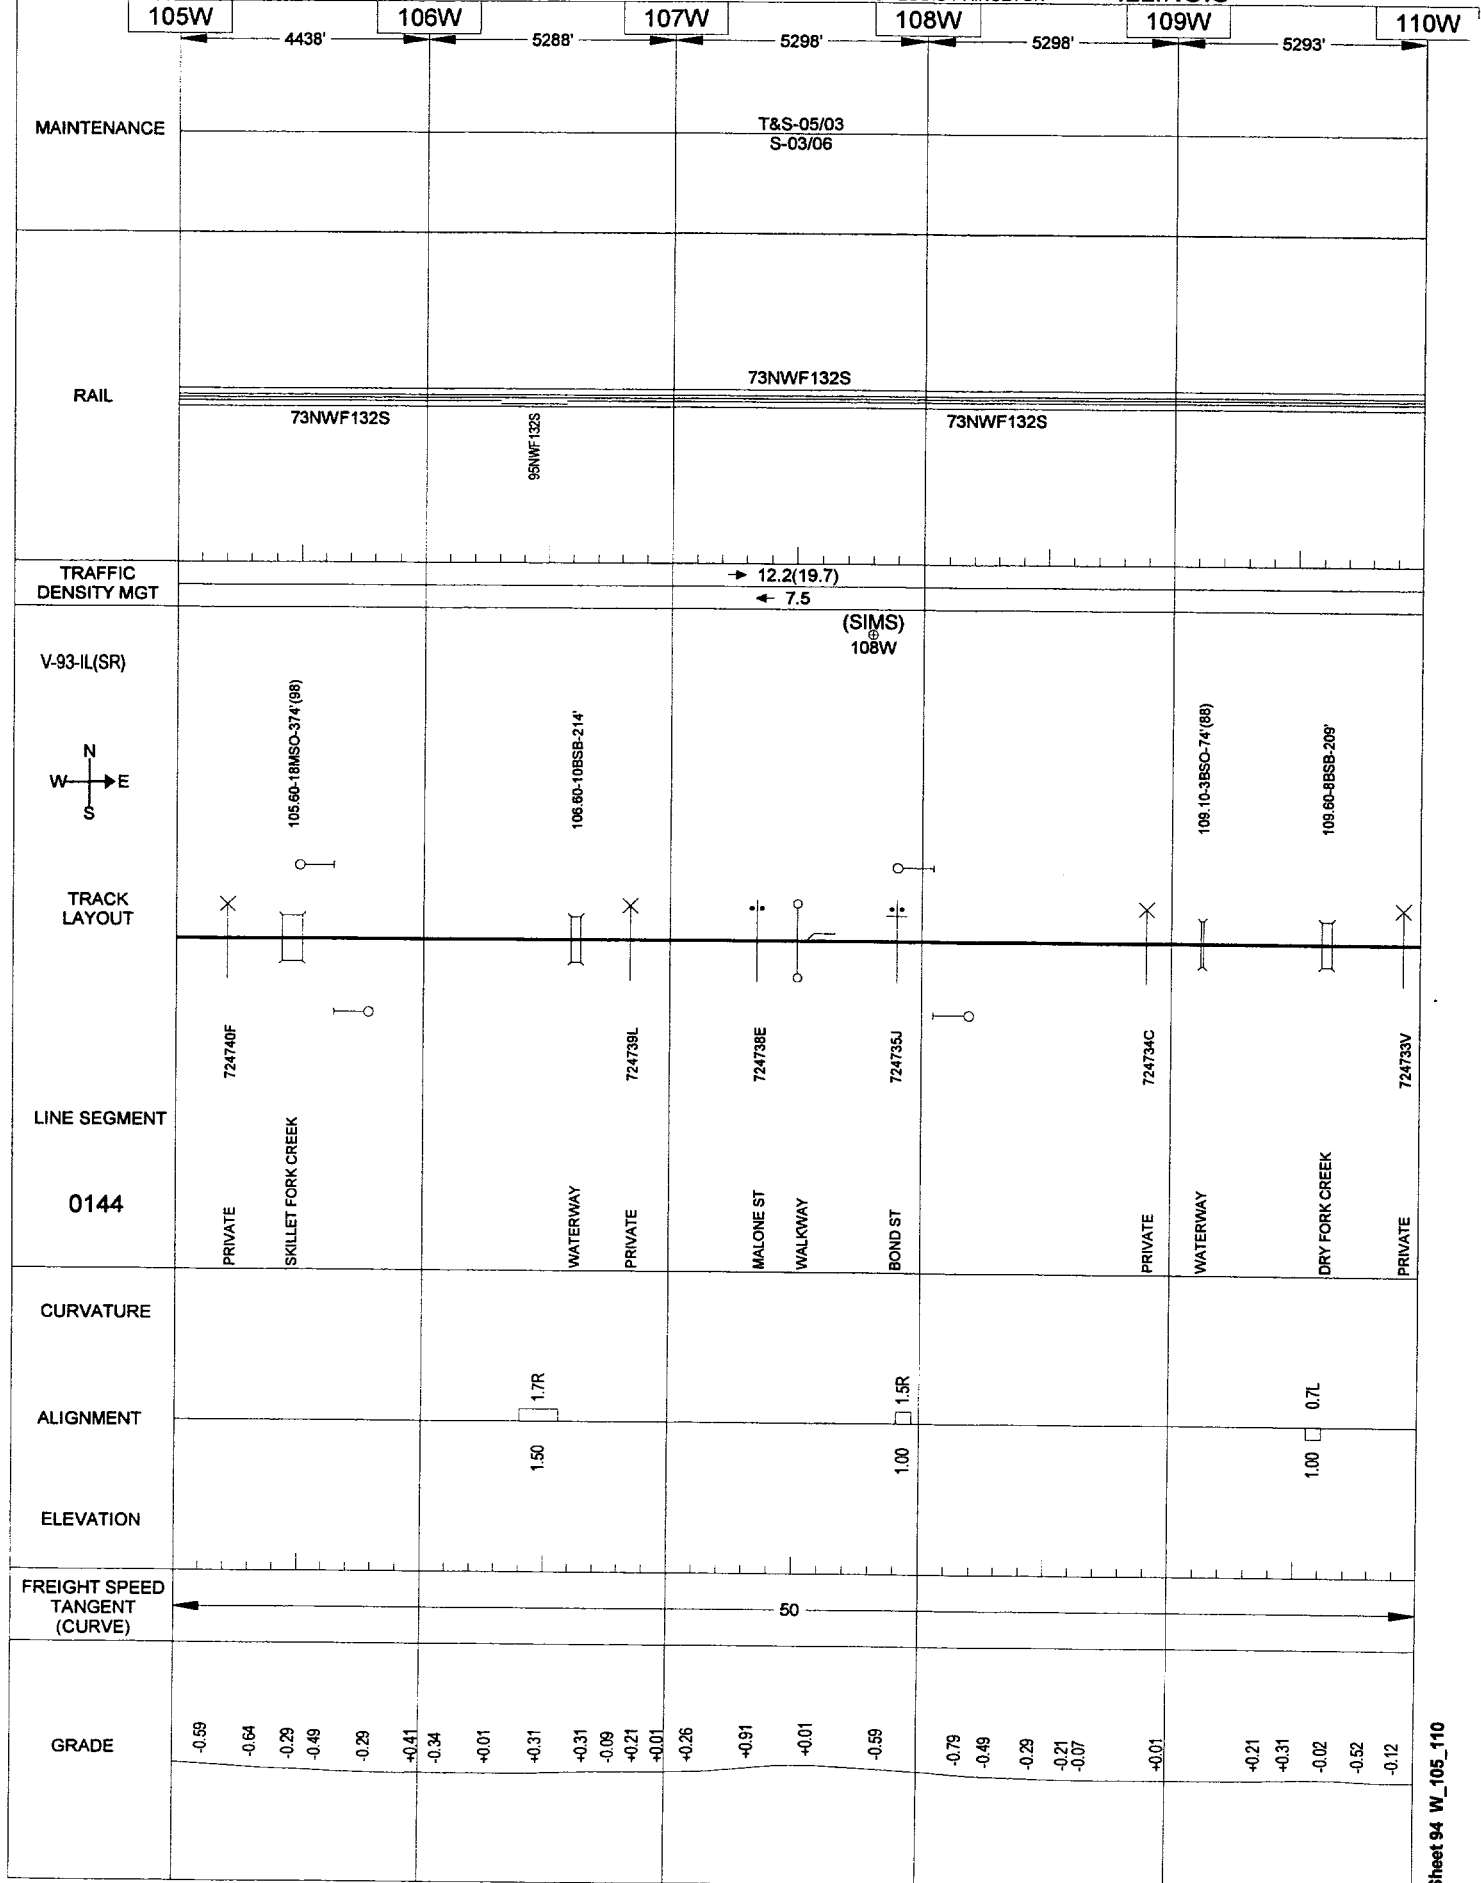 ILLINOIS
105W 106W 107W 108W 109W 110W
4438' 5288' 5298' 5298' 5293'
MAINTENANCE
T&S-05/03
S-03/06
RAIL
73NWF132S
73NWF132S
73NWF132S
95NWF132S
TRAFFIC
DENSITY MGT
→ 12.2(19.7)
← 7.5
(SIMS)
108W
V-93-IL(SR)
N
W E
S
105.60-18MSO-374'(98)
106.60-10BSB-214'
109.10-3BSO-74'(88)
109.60-8BSB-209'
TRACK
LAYOUT
724740F
724739L
724738E
724735J
724734C
724733V
LINE SEGMENT
0144
PRIVATE
SKILLET FORK CREEK
WATERWAY
PRIVATE
MALONE ST
WALKWAY
BOND ST
PRIVATE
WATERWAY
DRY FORK CREEK
PRIVATE
CURVATURE
ALIGNMENT
1.7R
1.5R
0.7L
1.50
1.00
1.00
ELEVATION
FREIGHT SPEED
TANGENT
(CURVE)
50
GRADE
-0.59
-0.64
-0.29
-0.49
-0.29
+0.41
-0.34
+0.01
+0.31
+0.31
-0.09
+0.21
+0.01
+0.26
+0.91
+0.01
-0.59
-0.79
-0.49
-0.29
-0.21
-0.07
+0.01
+0.21
+0.31
-0.02
-0.52
-0.12
Sheet 94 W_105_110